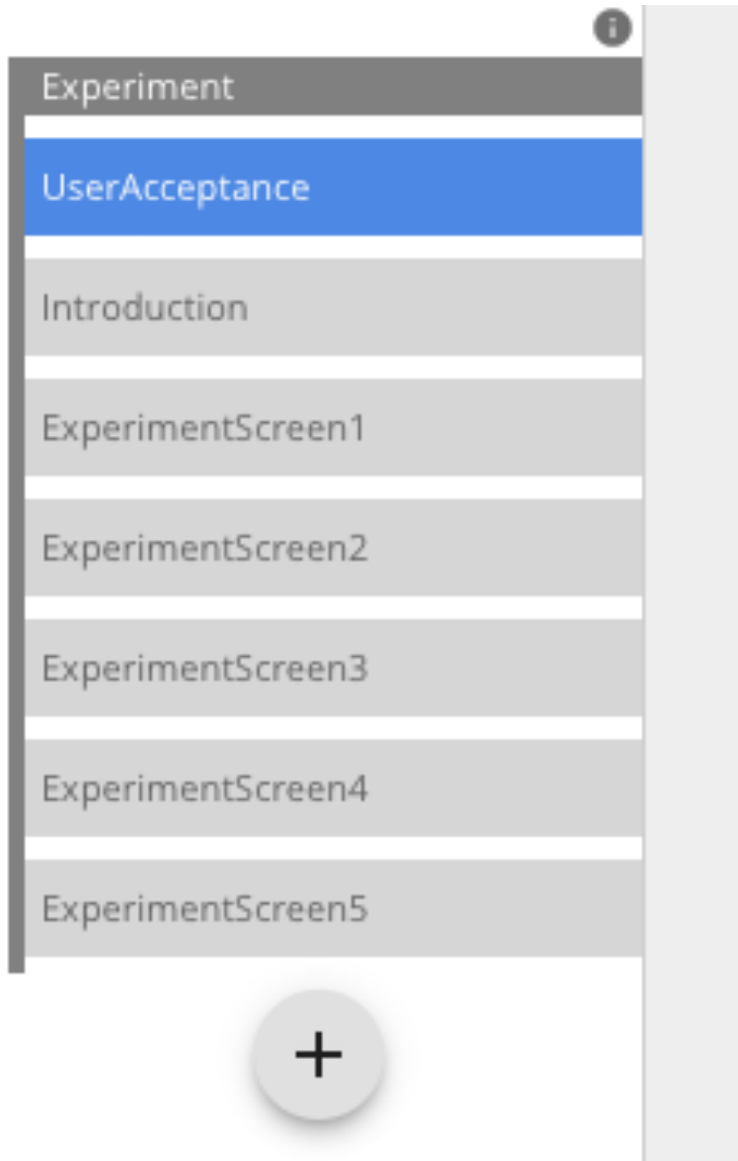 Experiment
UserAcceptance
Introduction
ExperimentScreen1
ExperimentScreen2
ExperimentScreen3
ExperimentScreen4
ExperimentScreen5